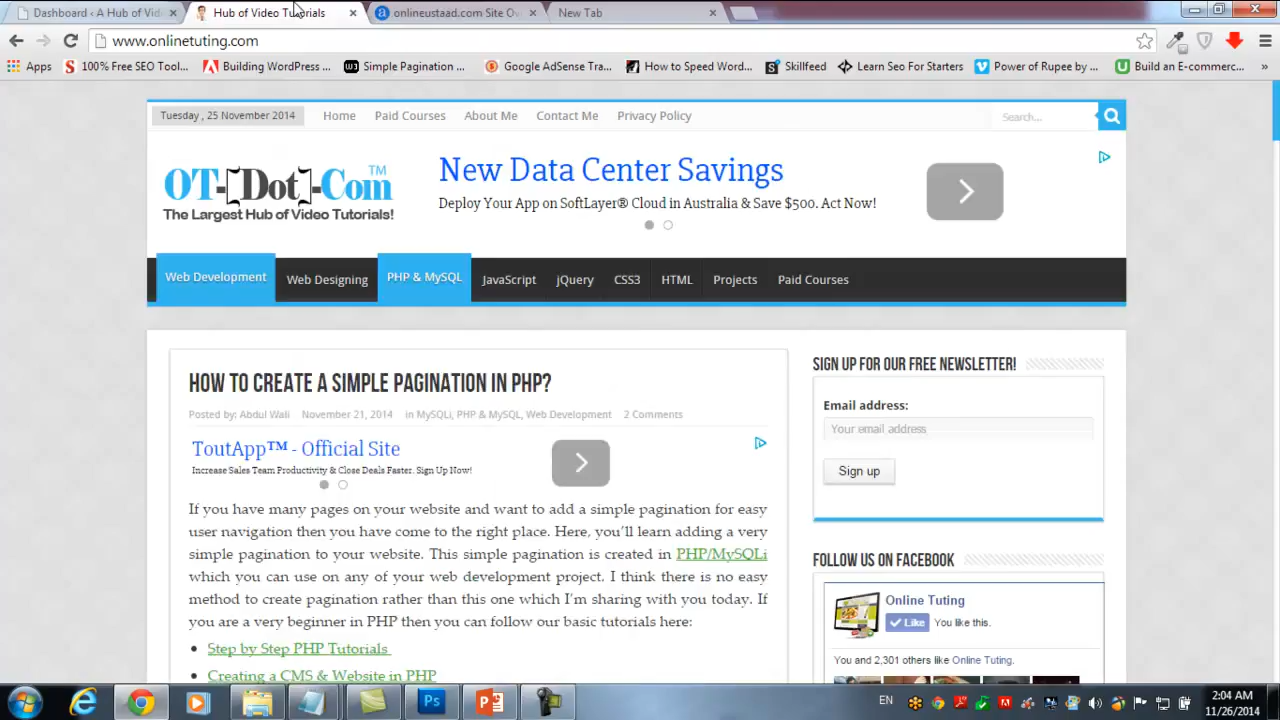 Dashboard ‹ A Hub of Vid
Hub of Video Tutorials
onlineustaad.com Site Ov
New Tab
www.onlinetuting.com
Apps
100% Free SEO Tool...
Building WordPress ...
Simple Pagination ...
Google AdSense Tra...
How to Speed Word...
Skillfeed
Learn Seo For Starters
Power of Rupee by ...
Build an E-commerc...
»
Tuesday , 25 November 2014
Home
Paid Courses
About Me
Contact Me
Privacy Policy
Search...
OT-[Dot]-Com™
The Largest Hub of Video Tutorials!
New Data Center Savings
Deploy Your App on SoftLayer® Cloud in Australia & Save $500. Act Now!
Web Development
Web Designing
PHP & MySQL
JavaScript
jQuery
CSS3
HTML
Projects
Paid Courses
HOW TO CREATE A SIMPLE PAGINATION IN PHP?
Posted by: Abdul Wali November 21, 2014 in MySQLi, PHP & MySQL, Web Development 2 Comments
ToutApp™ - Official Site
Increase Sales Team Productivity & Close Deals Faster. Sign Up Now!
If you have many pages on your website and want to add a simple pagination for easy
user navigation then you have come to the right place. Here, you'll learn adding a very
simple pagination to your website. This simple pagination is created in PHP/MySQLi
which you can use on any of your web development project. I think there is no easy
method to create pagination rather than this one which I'm sharing with you today. If
you are a very beginner in PHP then you can follow our basic tutorials here:
Step by Step PHP Tutorials
Creating a CMS & Website in PHP
SIGN UP FOR OUR FREE NEWSLETTER!
Email address:
Your email address
Sign up
FOLLOW US ON FACEBOOK
Online Tuting
Like You like this.
You and 2,301 others like Online Tuting.
Ps
EN
2:04 AM
11/26/2014